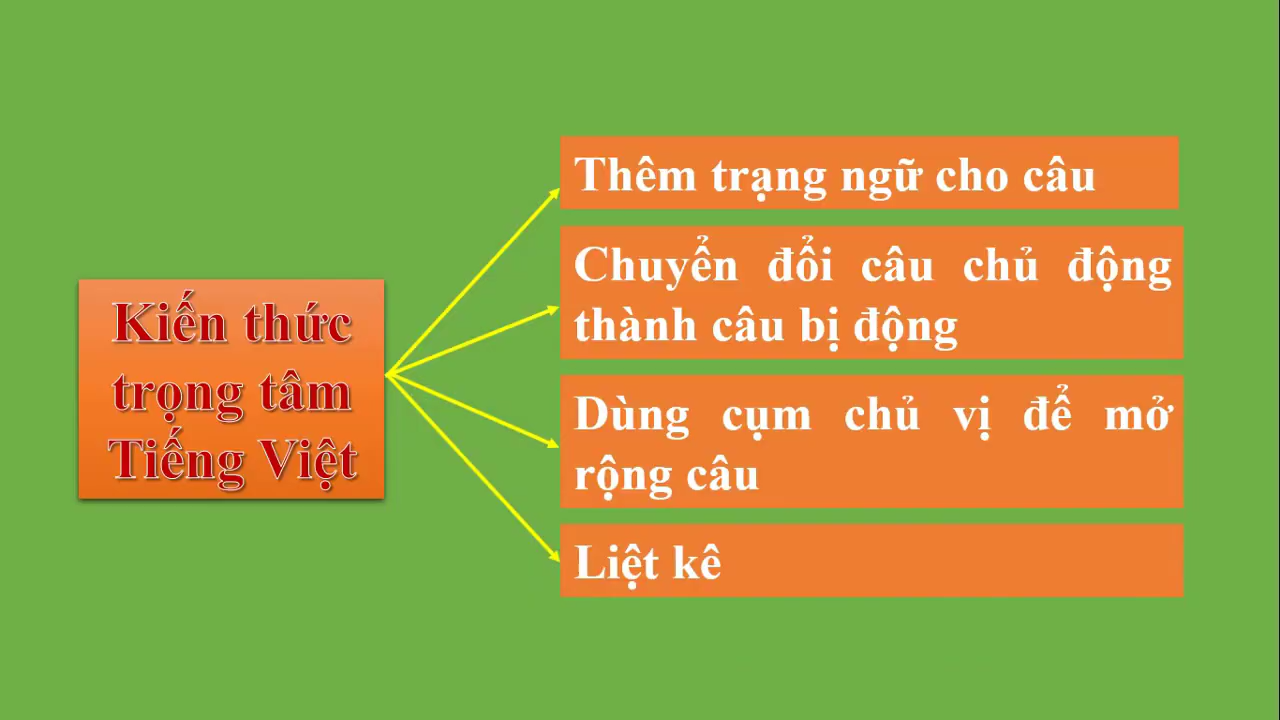 Kiến thức
trọng tâm
Tiếng Việt
Thêm trạng ngữ cho câu
Chuyển đổi câu chủ động
thành câu bị động
Dùng cụm chủ vị để mở
rộng câu
Liệt kê